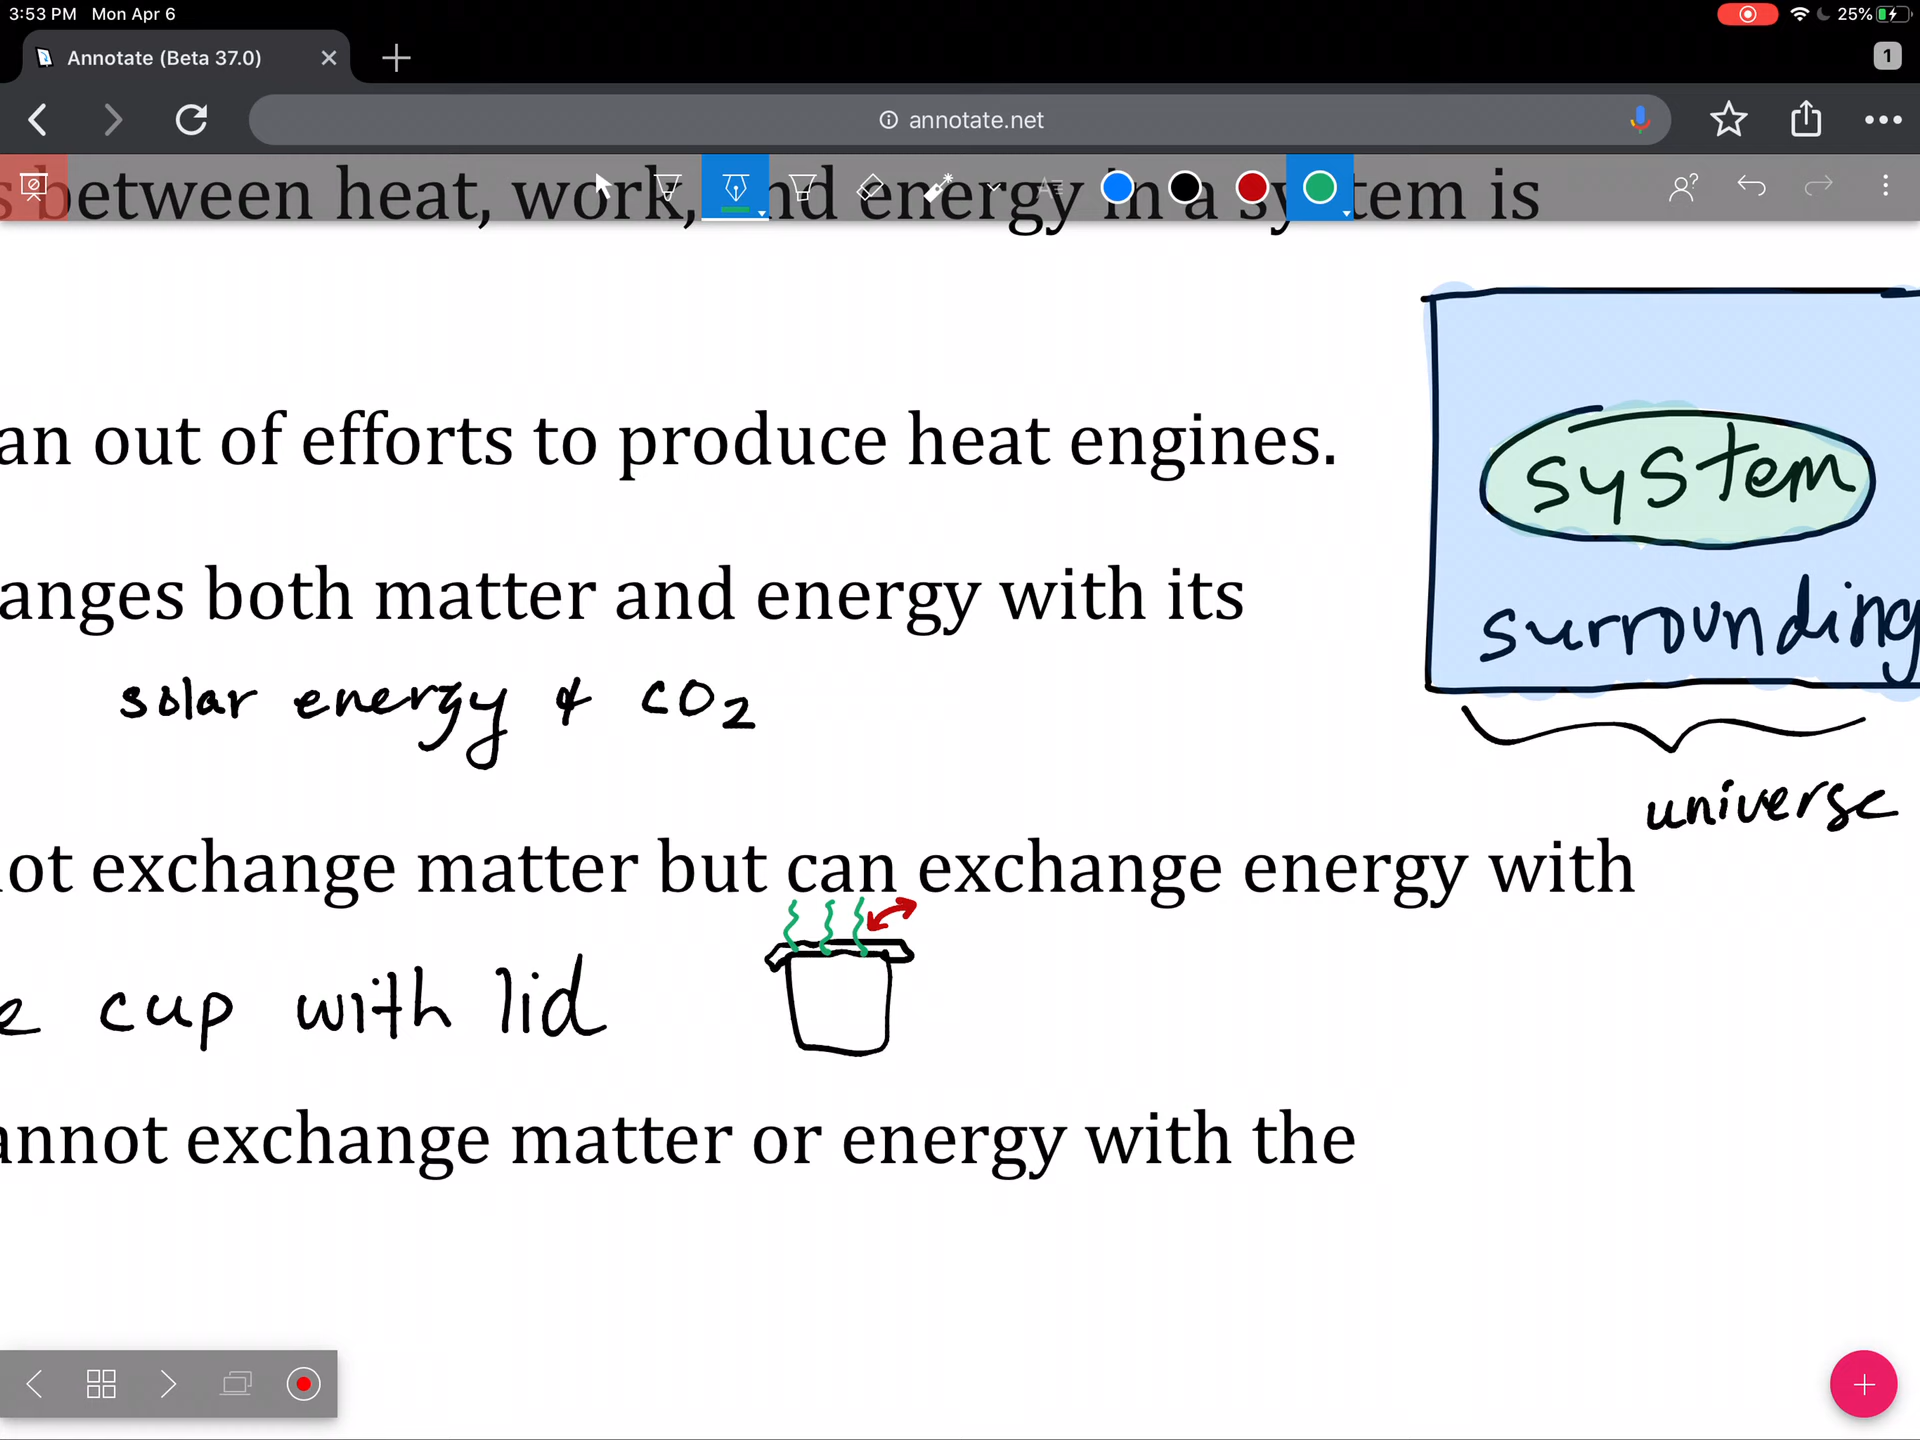 3:53 PM Mon Apr 6
25%
Annotate (Beta 37.0)
1
annotate.net
s between heat, work, and energy in a system is
an out of efforts to produce heat engines.
system
anges both matter and energy with its
surrounding
solar energy & CO2
universe
ot exchange matter but can exchange energy with
e cup with lid
annot exchange matter or energy with the